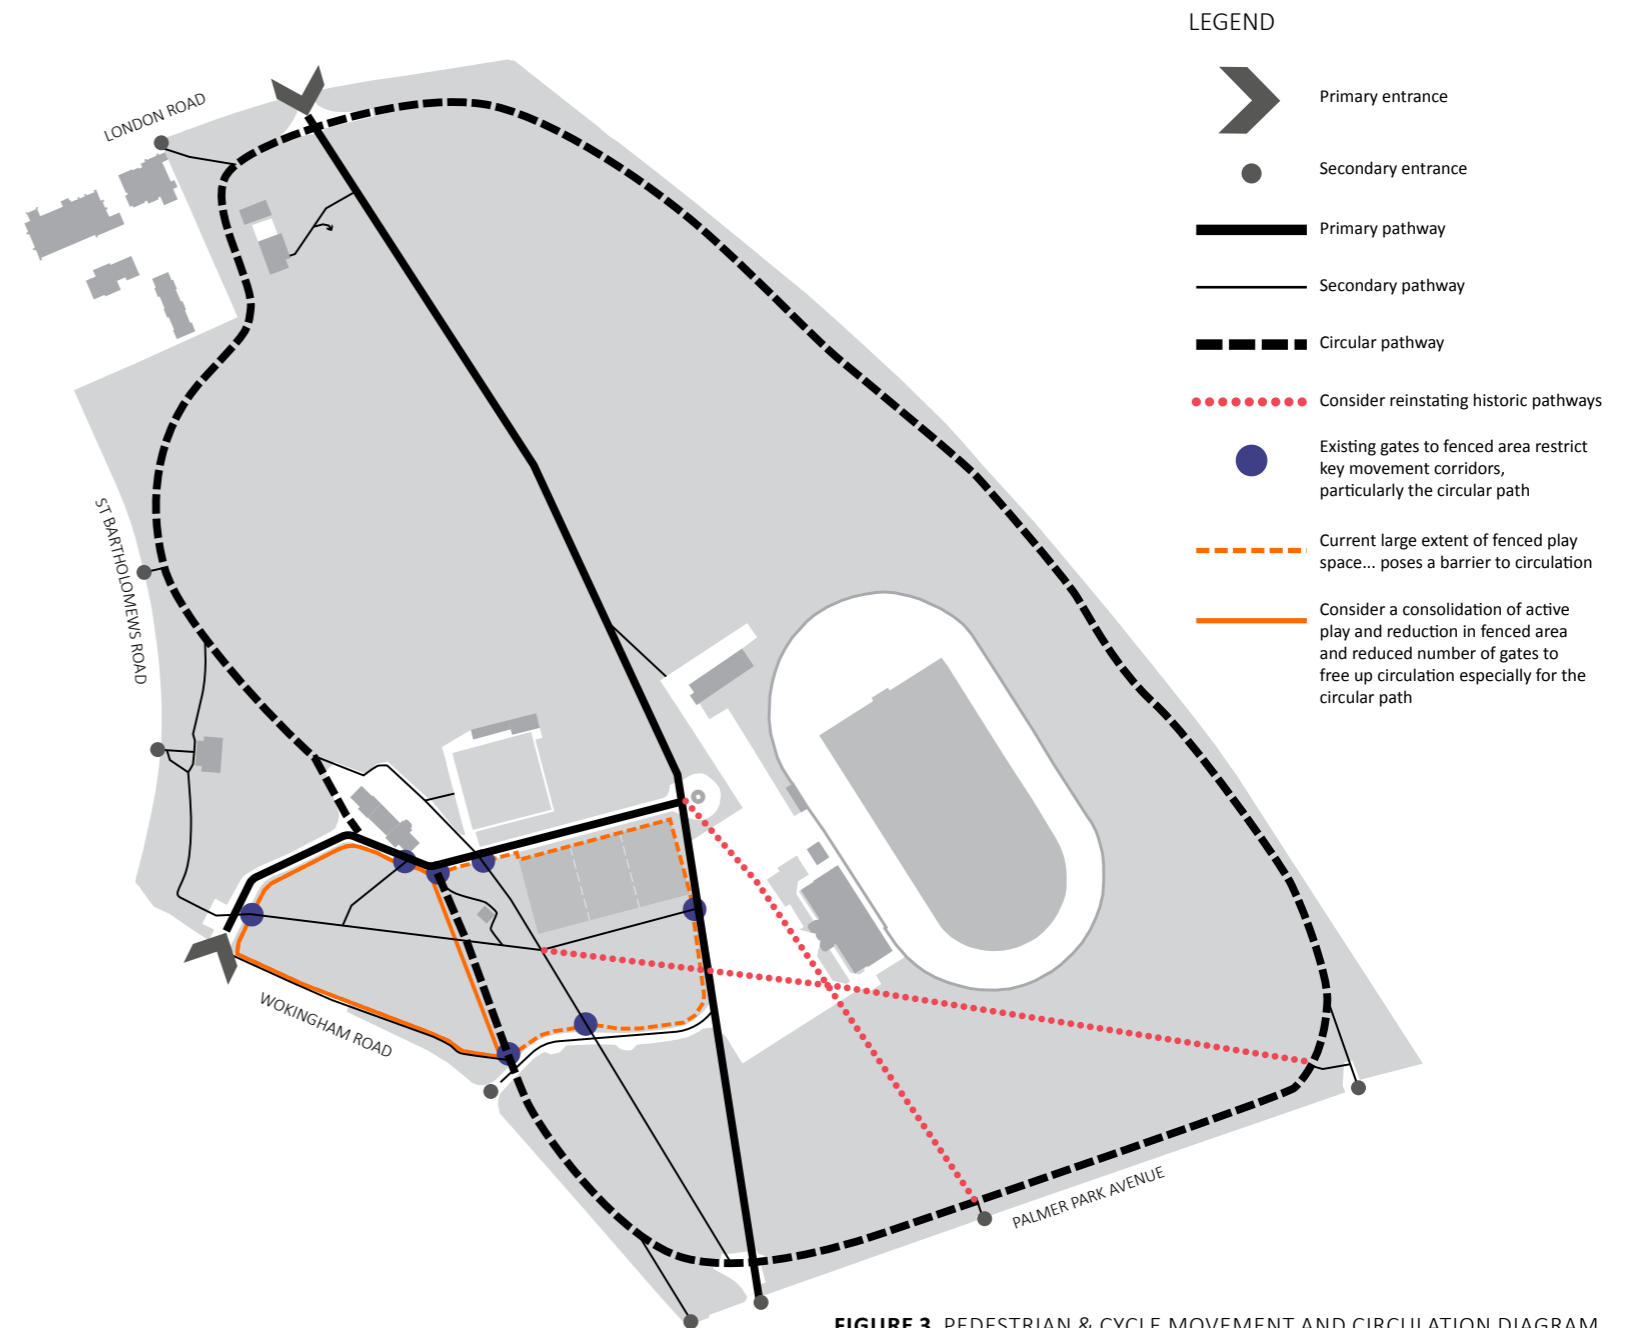 LEGEND
Primary entrance
Secondary entrance
Primary pathway
Secondary pathway
Circular pathway
Consider reinstating historic pathways
Existing gates to fenced area restrict
key movement corridors,
particularly the circular path
Current large extent of fenced play
space... poses a barrier to circulation
Consider a consolidation of active
play and reduction in fenced area
and reduced number of gates to
free up circulation especially for the
circular path
LONDON ROAD
ST BARTHOLOMEWS ROAD
WOKINGHAM ROAD
PALMER PARK AVENUE
FIGURE 3 PEDESTRIAN & CYCLE MOVEMENT AND CIRCULATION DIAGRAM